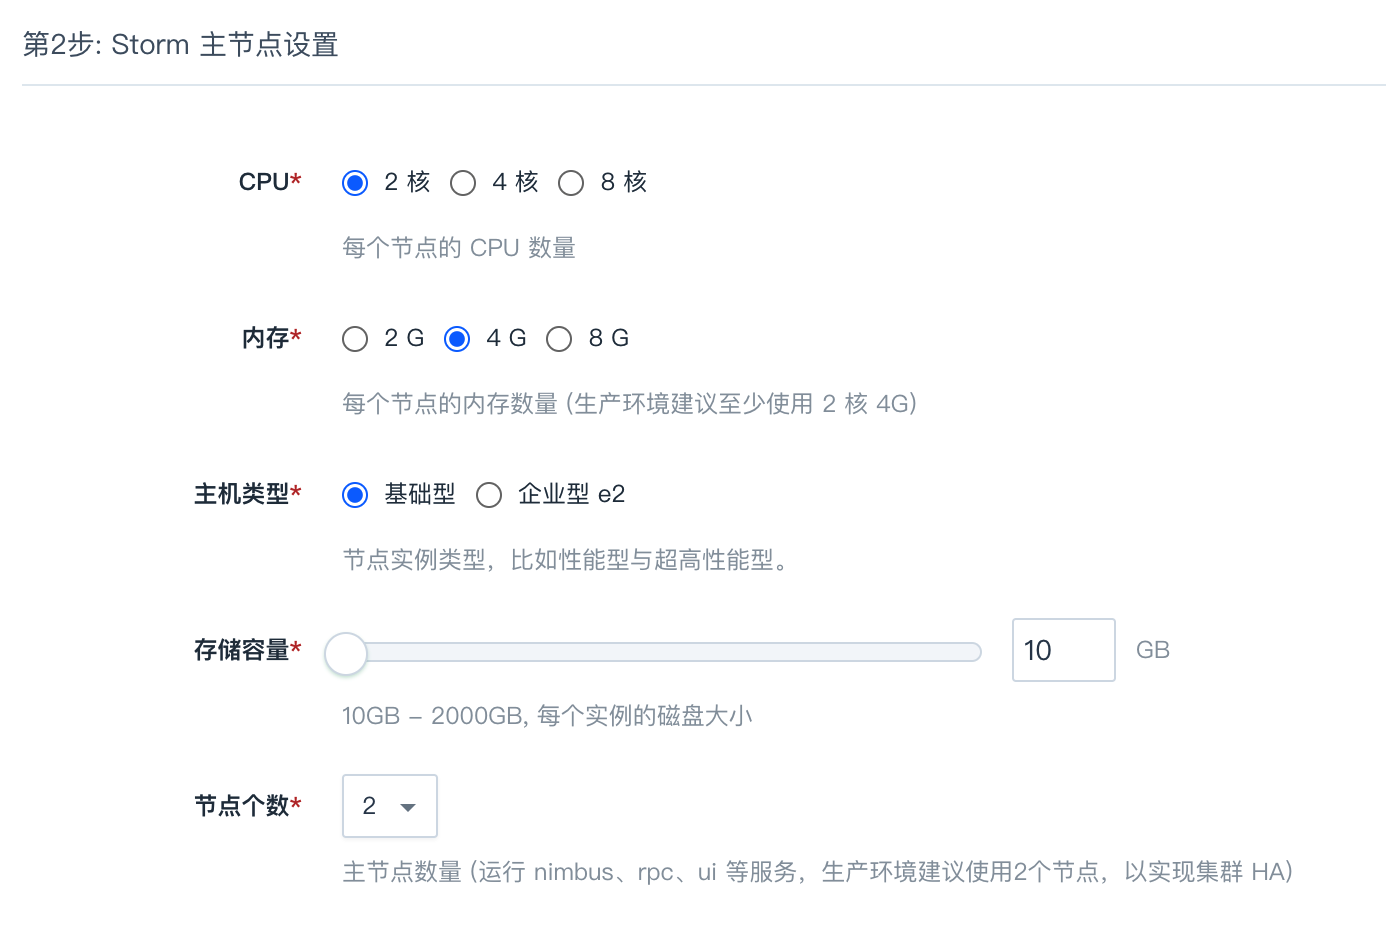 第2步: Storm 主节点设置
CPU* 2 核 4 核 8 核
每个节点的 CPU 数量
内存* 2 G 4 G 8 G
每个节点的内存数量 (生产环境建议至少使用 2 核 4G)
主机类型* 基础型 企业型 e2
节点实例类型，比如性能型与超高性能型。
存储容量* 10 GB
10GB – 2000GB, 每个实例的磁盘大小
节点个数* 2
主节点数量 (运行 nimbus、rpc、ui 等服务，生产环境建议使用2个节点，以实现集群 HA)